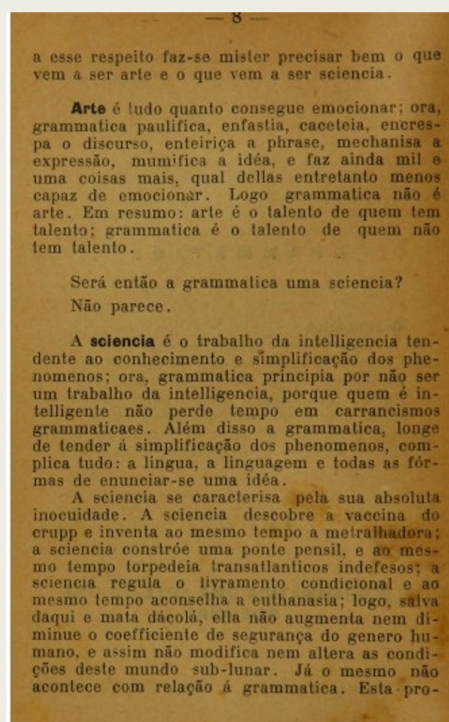 — 8 —
a esse respeito faz-se mister precisar bem o que
vem a ser arte e o que vem a ser sciencia.
Arte é tudo quanto consegue emocionar; ora,
grammatica paulifica, enfastia, caceteia, encres-
pa o discurso, enteiriça a phrase, mechanisa a
expressão, mumifica a idéa, e faz ainda mil e
uma coisas mais, qual dellas entretanto menos
capaz de emocionar. Logo grammatica não é
arte. Em resumo: arte é o talento de quem tem
talento; grammatica é o talento de quem não
tem talento.
Será então a grammatica uma sciencia?
Não parece.
A sciencia é o trabalho da intelligencia ten-
dente ao conhecimento e simplificação dos phe-
nomenos; ora, grammatica principia por não ser
um trabalho da intelligencia, porque quem é in-
telligente não perde tempo em carrancismos
grammaticaes. Além disso a grammatica, longe
de tender á simplificação dos phenomenos, com-
plica tudo: a lingua, a linguagem e todas as fór-
mas de enunciar-se uma idéa.
A sciencia se caracterisa pela sua absoluta
inocuidade. A sciencia descobre a vaccina do
crupp e inventa ao mesmo tempo a metralhadora;
a sciencia constróe uma ponte pensil, e ao mes-
mo tempo torpedeia transatlanticos indefesos; a
sciencia regula o livramento condicional e ao
mesmo tempo aconselha a euthanasia; logo, salva
daqui e mata dácolá, ella não augmenta nem di-
minue o coefficiente de segurança do genero hu-
mano, e assim não modifica nem altera as condi-
ções deste mundo sub-lunar. Já o mesmo não
acontece com relação á grammatica. Esta pro-